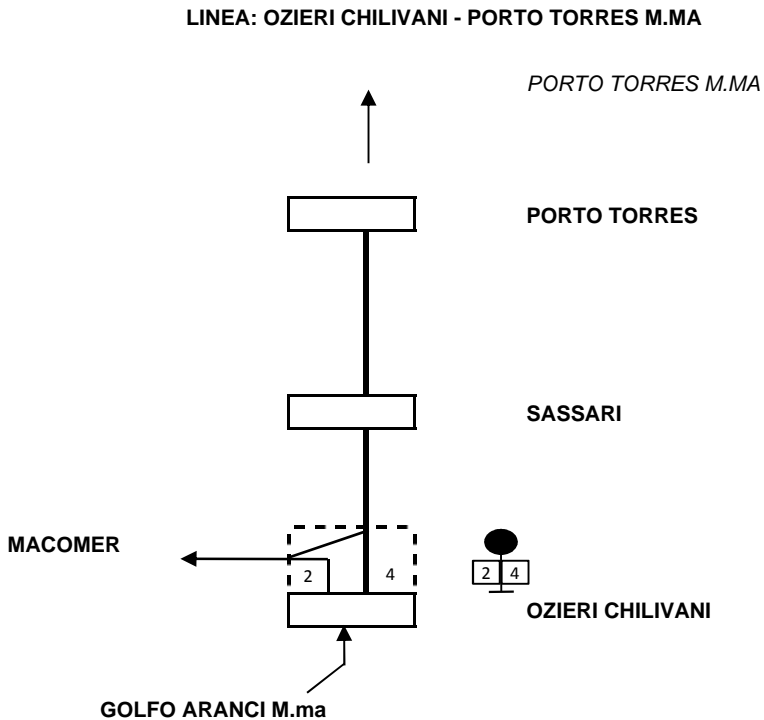 LINEA: OZIERI CHILIVANI - PORTO TORRES M.MA
PORTO TORRES M.MA
PORTO TORRES
SASSARI
MACOMER
2 4
2 4
OZIERI CHILIVANI
GOLFO ARANCI M.ma